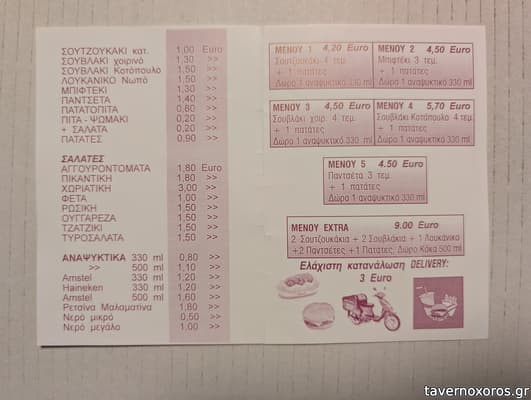 ΣΟΥΤΖΟΥΚΑΚΙ κατ. 1,00 Euro
ΣΟΥΒΛΑΚΙ χοιρινό 1,30 >>
ΣΟΥΒΛΑΚΙ Κοτόπουλο 1,50 >>
ΛΟΥΚΑΝΙΚΟ Νωπό 1,50 >>
ΜΠΙΦΤΕΚΙ 1,30 >>
ΠΑΝΤΣΕΤΑ 1,40 >>
ΠΑΤΑΤΟΠΙΤΑ 0,60 >>
ΠΙΤΑ - ΨΩΜΑΚΙ 0,20 >>
+ ΣΑΛΑΤΑ 0,20 >>
ΠΑΤΑΤΕΣ 0,90 >>
ΣΑΛΑΤΕΣ
ΑΓΓΟΥΡΟΝΤΟΜΑΤΑ 1,80 Euro
ΠΙΚΑΝΤΙΚΗ 1,80 >>
ΧΩΡΙΑΤΙΚΗ 3,00 >>
ΦΕΤΑ 1,00 >>
ΡΩΣΙΚΗ 1,50 >>
ΟΥΓΓΑΡΕΖΑ 1,50 >>
ΤΖΑΤΖΙΚΙ 1,50 >>
ΤΥΡΟΣΑΛΑΤΑ 1,50 >>
ΑΝΑΨΥΚΤΙΚΑ 330 ml 0,80 >>
>> 500 ml 1,10 >>
Amstel 330 ml 1,20 >>
Haineken 330 ml 1,20 >>
Amstel 500 ml 1,60 >>
Ρετσίνα Μαλαματίνα 1,80 >>
Νερό μικρό 0,50 >>
Νερό μεγάλο 1,00 >>
ΜΕΝΟΥ 1 4,20 Euro
Σουτζουκάκι 4 τεμ.
+ 1 πατάτες
Δώρο 1 αναψυκτικό 330 ml
ΜΕΝΟΥ 2 4,50 Euro
Μπιφτέκι 3 τεμ.
+ 1 πατάτες
Δώρο 1 αναψυκτικό 330 ml
ΜΕΝΟΥ 3 4,50 Euro
Σουβλάκι χοιρ. 4 τεμ.
+ 1 πατάτες
Δώρο 1 αναψυκτικό 330 ml
ΜΕΝΟΥ 4 5,70 Euro
Σουβλάκι Κοτόπουλο 4 τεμ.
+ 1 πατάτες
Δώρο 1 αναψυκτικό 330 ml
ΜΕΝΟΥ 5 4.50 Euro
Πανσέτα 3 τεμ.
+ 1 πατάτες
Δώρο 1 αναψυκτικό 330 ml
ΜΕΝΟΥ EXTRA 9.00 Euro
2 Σουτζουκάκια + 2 Σουβλάκια + 1 Λουκάνικο
+2 Παντσέτες + 1 Πατάτες, Δώρο Κόκα 500 ml
Ελάχιστη κατανάλωση DELIVERY:
3 Euro
tavernoxoros.gr